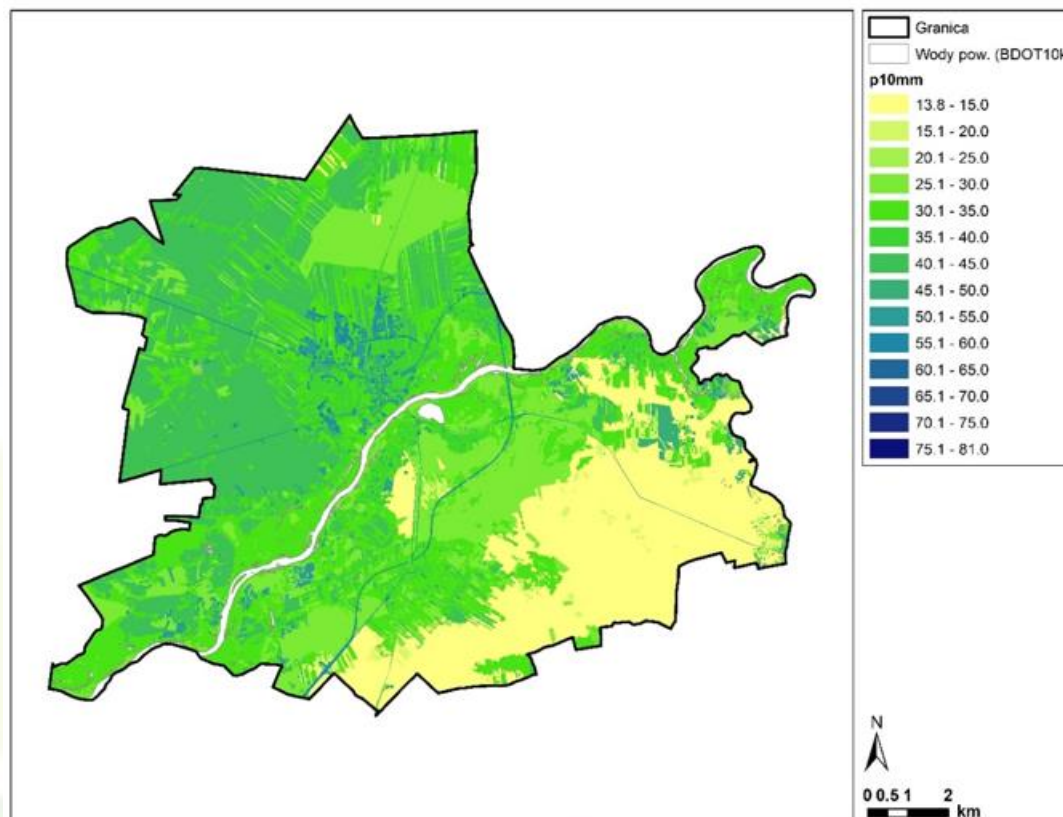 Granica
Wody pow. (BDOT10k
p10mm
13.8 - 15.0
15.1 - 20.0
20.1 - 25.0
25.1 - 30.0
30.1 - 35.0
35.1 - 40.0
40.1 - 45.0
45.1 - 50.0
50.1 - 55.0
55.1 - 60.0
60.1 - 65.0
65.1 - 70.0
70.1 - 75.0
75.1 - 81.0
N
0 0.5 1 2
km